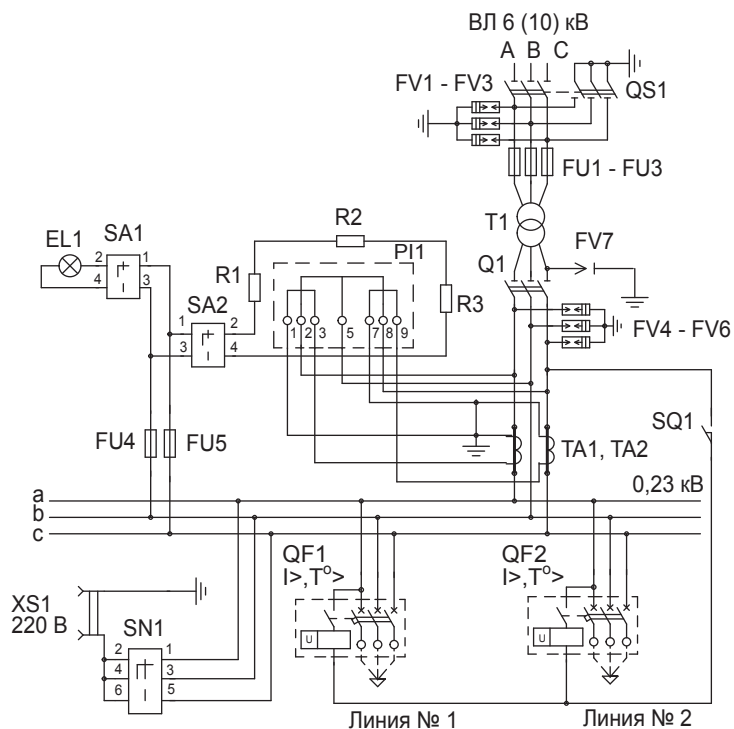 ВЛ 6 (10) кВ
A B C
FV1 - FV3
QS1
FU1 - FU3
T1
FV7
Q1
FV4 - FV6
EL1
SA1
2 1
4 3
SA2
1 2
3 4
R1
R2
R3
PI1
1 2 3 5 7 8 9
SQ1
FU4
FU5
TA1, TA2
0,23 кВ
a
b
c
QF1
I>,T°>
QF2
I>,T°>
U
U
XS1
220 В
SN1
2 1
4 3
6 5
Линия № 1
Линия № 2